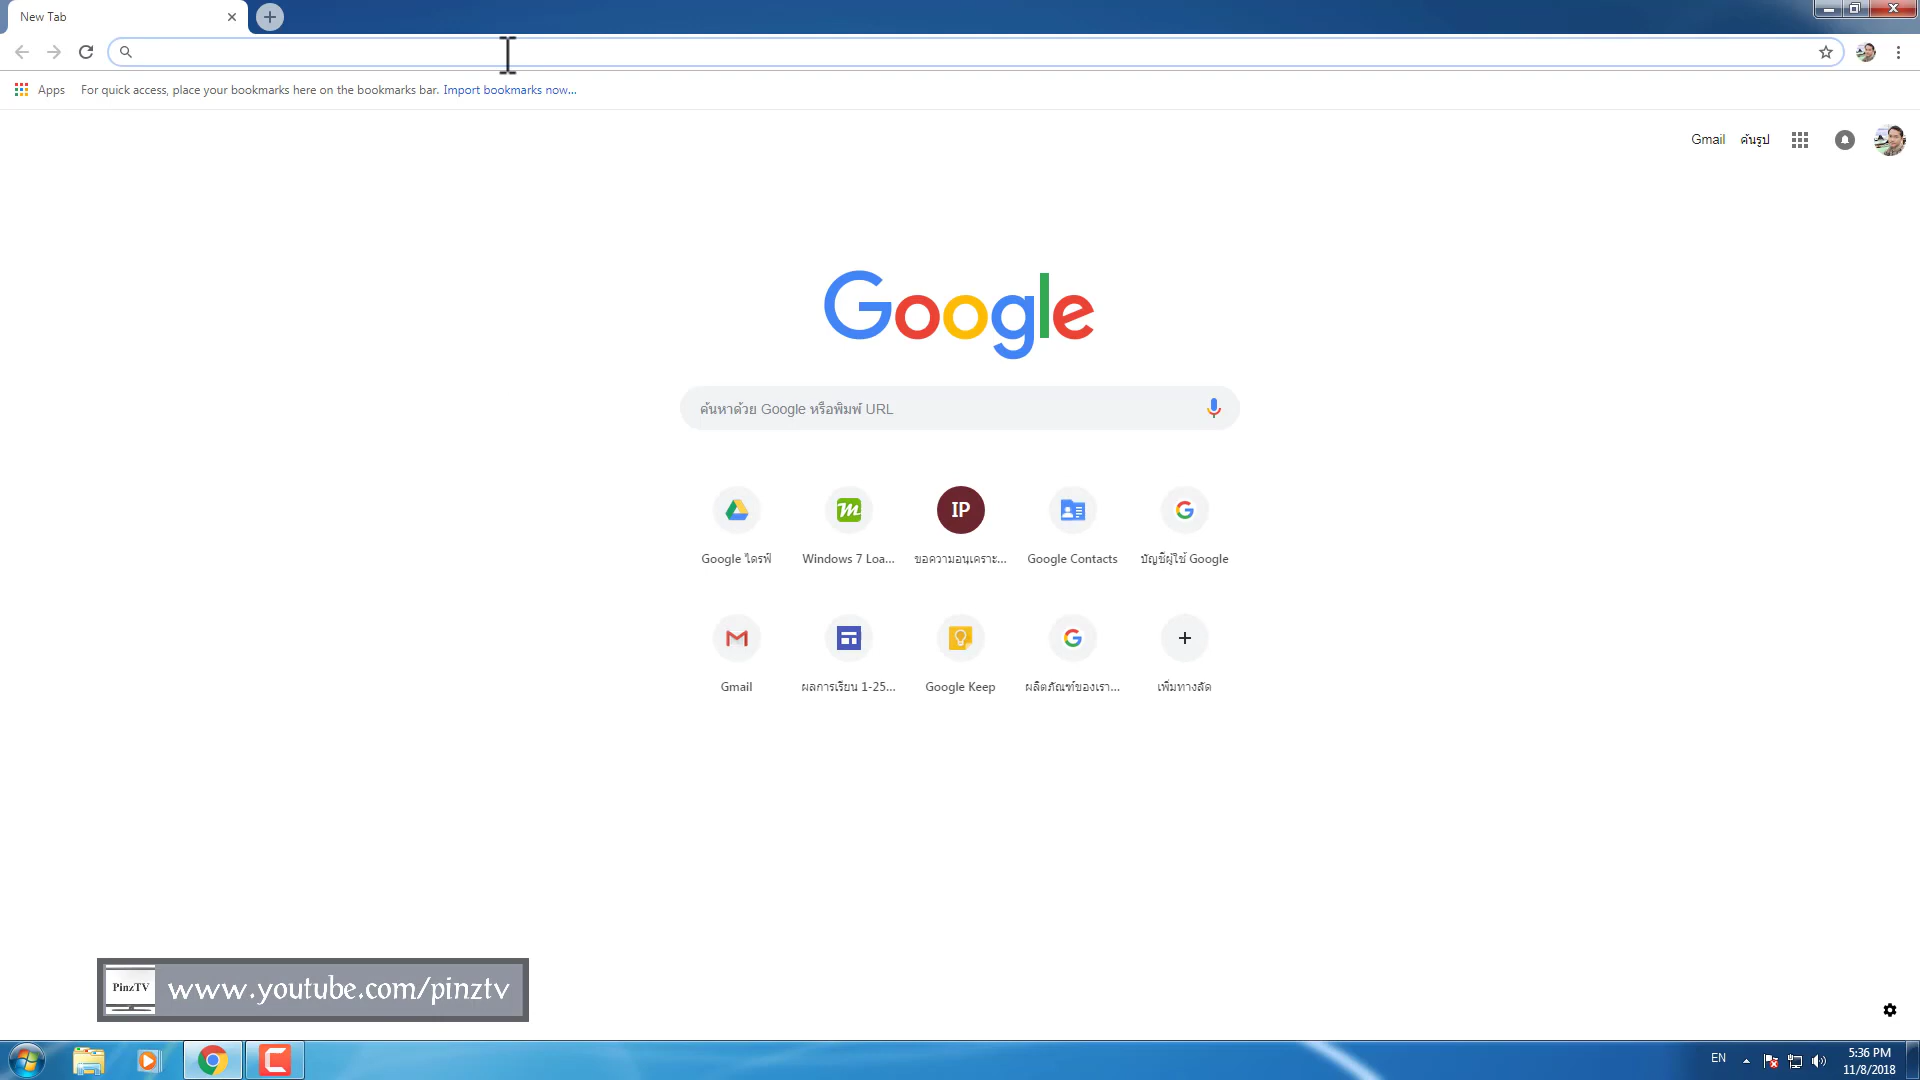 New Tab
Apps For quick access, place your bookmarks here on the bookmarks bar. Import bookmarks now...
Gmail ค้นรูป
Google
ค้นหาด้วย Google หรือพิมพ์ URL
IP
Google ไดรฟ์ Windows 7 Loa... ขอความอนุเคราะ... Google Contacts บัญชีผู้ใช้ Google
Gmail ผลการเรียน 1-25... Google Keep ผลิตภัณฑ์ของเรา... เพิ่มทางลัด
PinzTV www.youtube.com/pinztv
EN 5:36 PM
11/8/2018